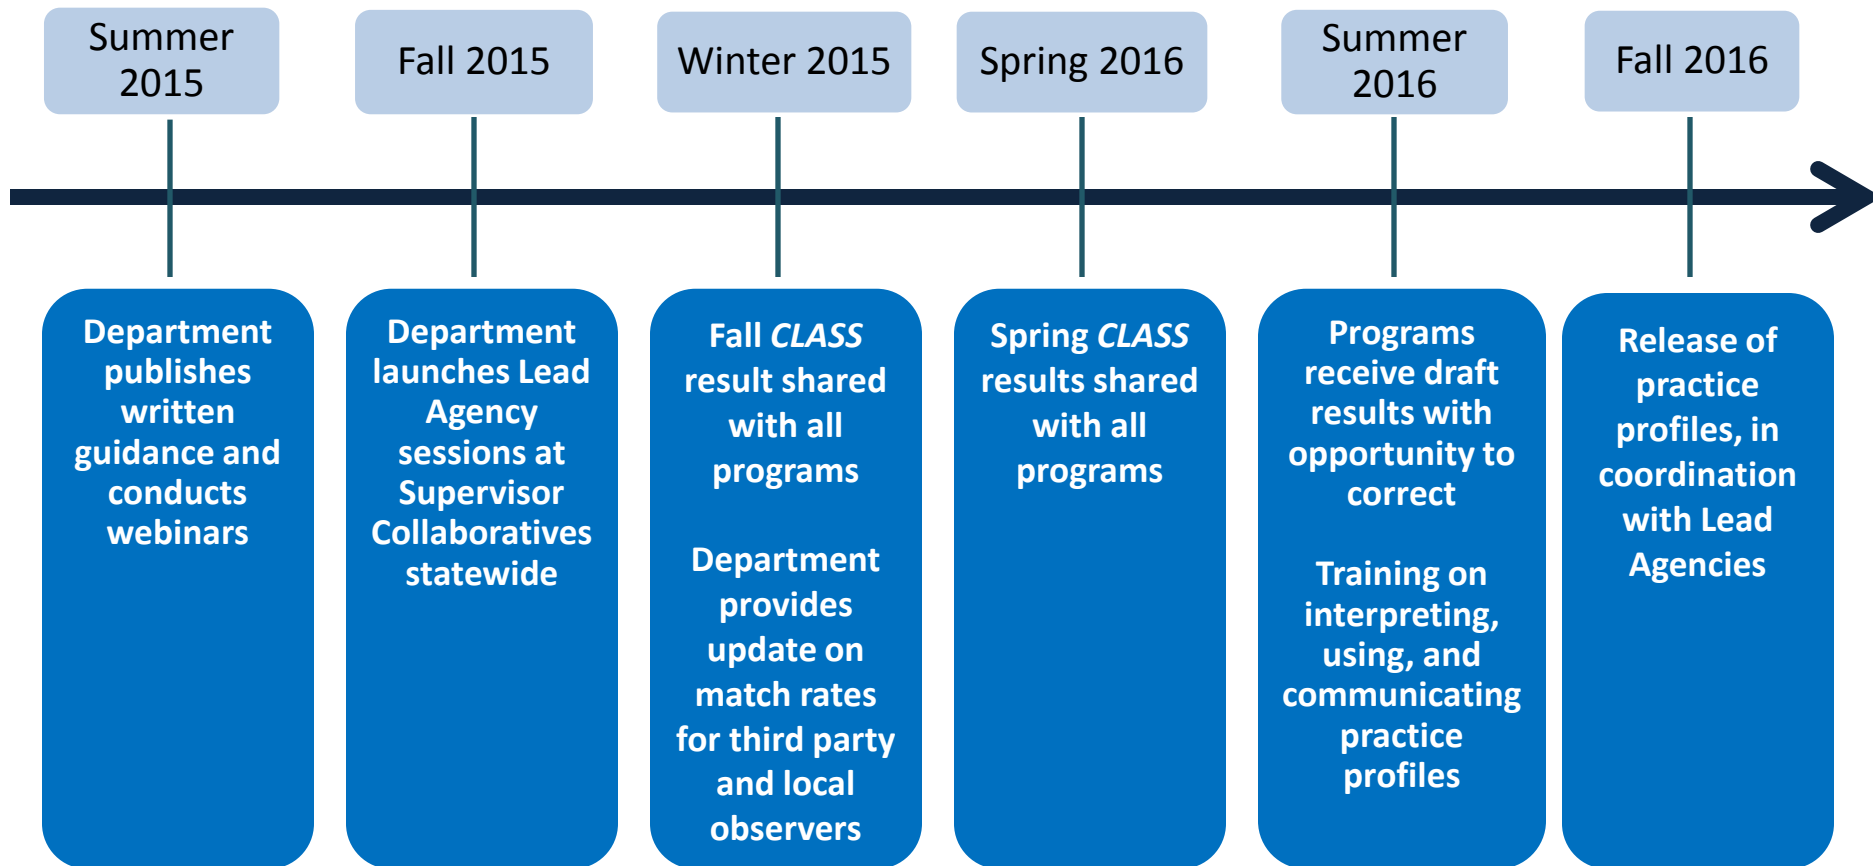 Summer
2015
Fall 2015
Winter 2015
Spring 2016
Summer
2016
Fall 2016
Department
publishes
written
guidance and
conducts
webinars
Department
launches Lead
Agency
sessions at
Supervisor
Collaboratives
statewide
Fall CLASS
result shared
with all
programs
Department
provides
update on
match rates
for third party
and local
observers
Spring CLASS
results shared
with all
programs
Programs
receive draft
results with
opportunity to
correct
Training on
interpreting,
using, and
communicating
practice
profiles
Release of
practice
profiles, in
coordination
with Lead
Agencies